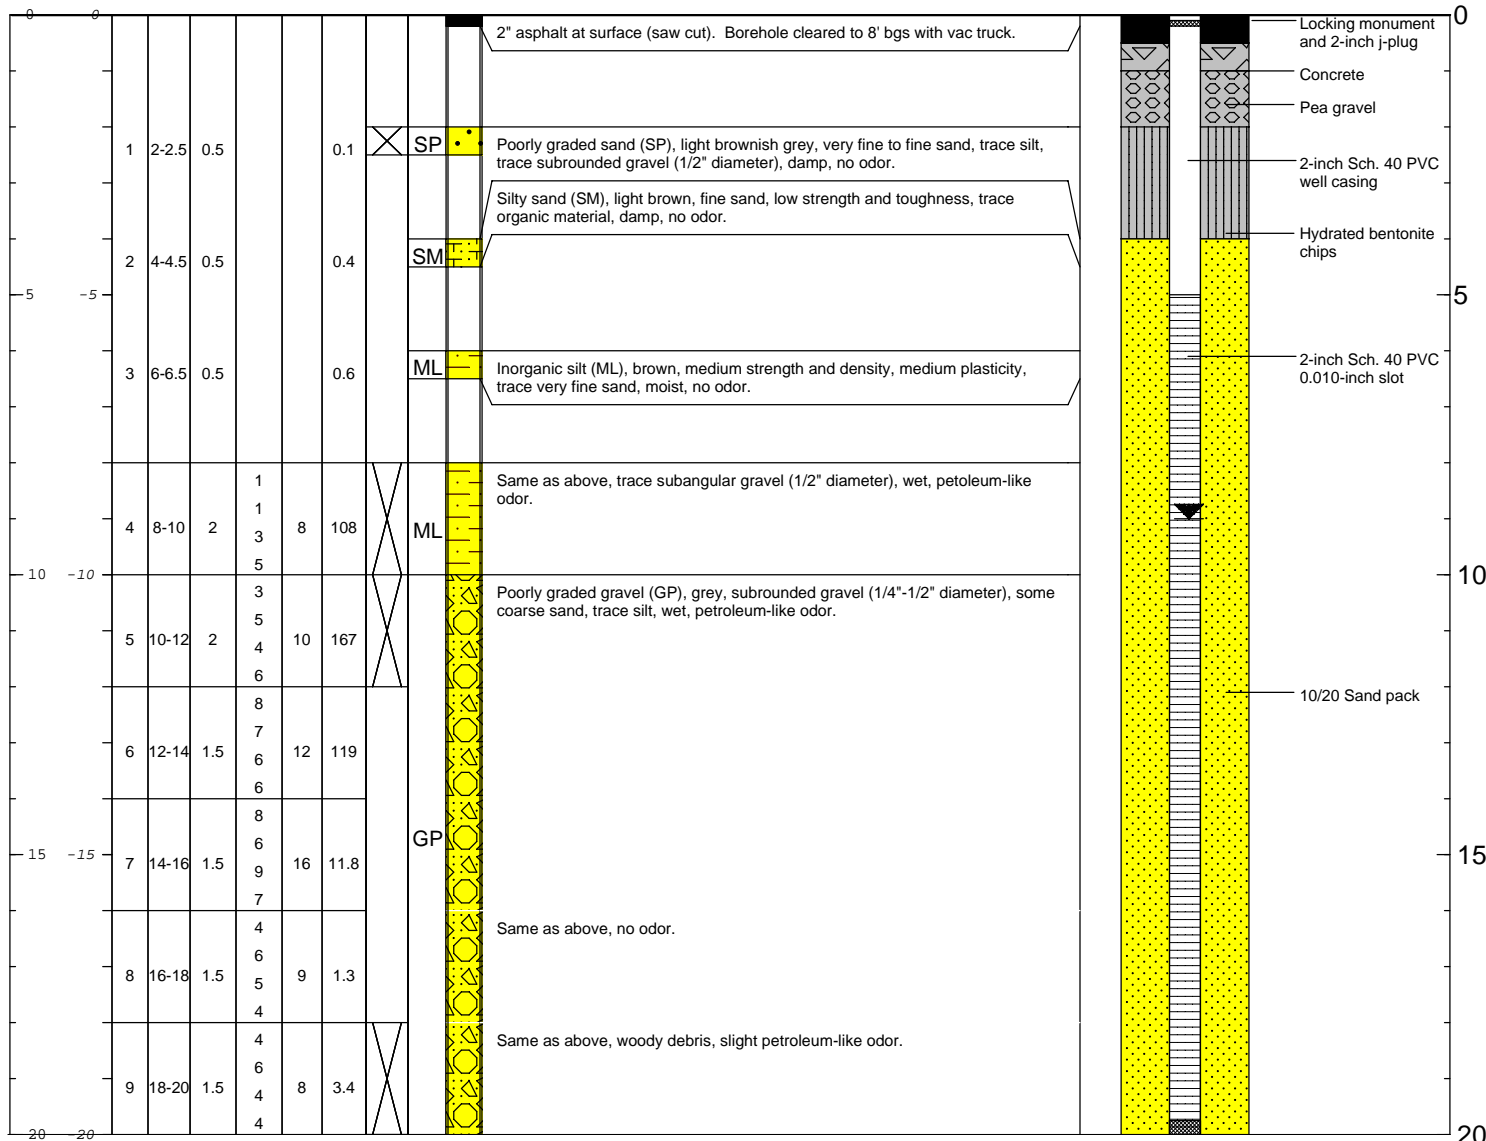 0 0 2" asphalt at surface (saw cut). Borehole cleared to 8' bgs with vac truck. 0
Locking monument
and 2-inch j-plug
Concrete
Pea gravel
1 2-2.5 0.5 0.1 SP Poorly graded sand (SP), light brownish grey, very fine to fine sand, trace silt,
trace subrounded gravel (1/2" diameter), damp, no odor.
2-inch Sch. 40 PVC
well casing
Silty sand (SM), light brown, fine sand, low strength and toughness, trace
organic material, damp, no odor.
Hydrated bentonite
chips
2 4-4.5 0.5 0.4 SM
5 -5 5
3 6-6.5 0.5 0.6 ML Inorganic silt (ML), brown, medium strength and density, medium plasticity,
trace very fine sand, moist, no odor.
2-inch Sch. 40 PVC
0.010-inch slot
Same as above, trace subangular gravel (1/2" diameter), wet, petoleum-like
odor.
1
1
4 8-10 2 3 8 108 ML
5
10 -10 10
Poorly graded gravel (GP), grey, subrounded gravel (1/4"-1/2" diameter), some
coarse sand, trace silt, wet, petroleum-like odor.
3
5
5 10-12 2 4 10 167
6
8
7
6 12-14 1.5 6 12 119
6
10/20 Sand pack
8
6
GP
15 -15 15
7 14-16 1.5 9 16 11.8
7
Same as above, no odor.
4
6
8 16-18 1.5 5 9 1.3
4
Same as above, woody debris, slight petroleum-like odor.
4
6
9 18-20 1.5 4 8 3.4
4
20 -20 20